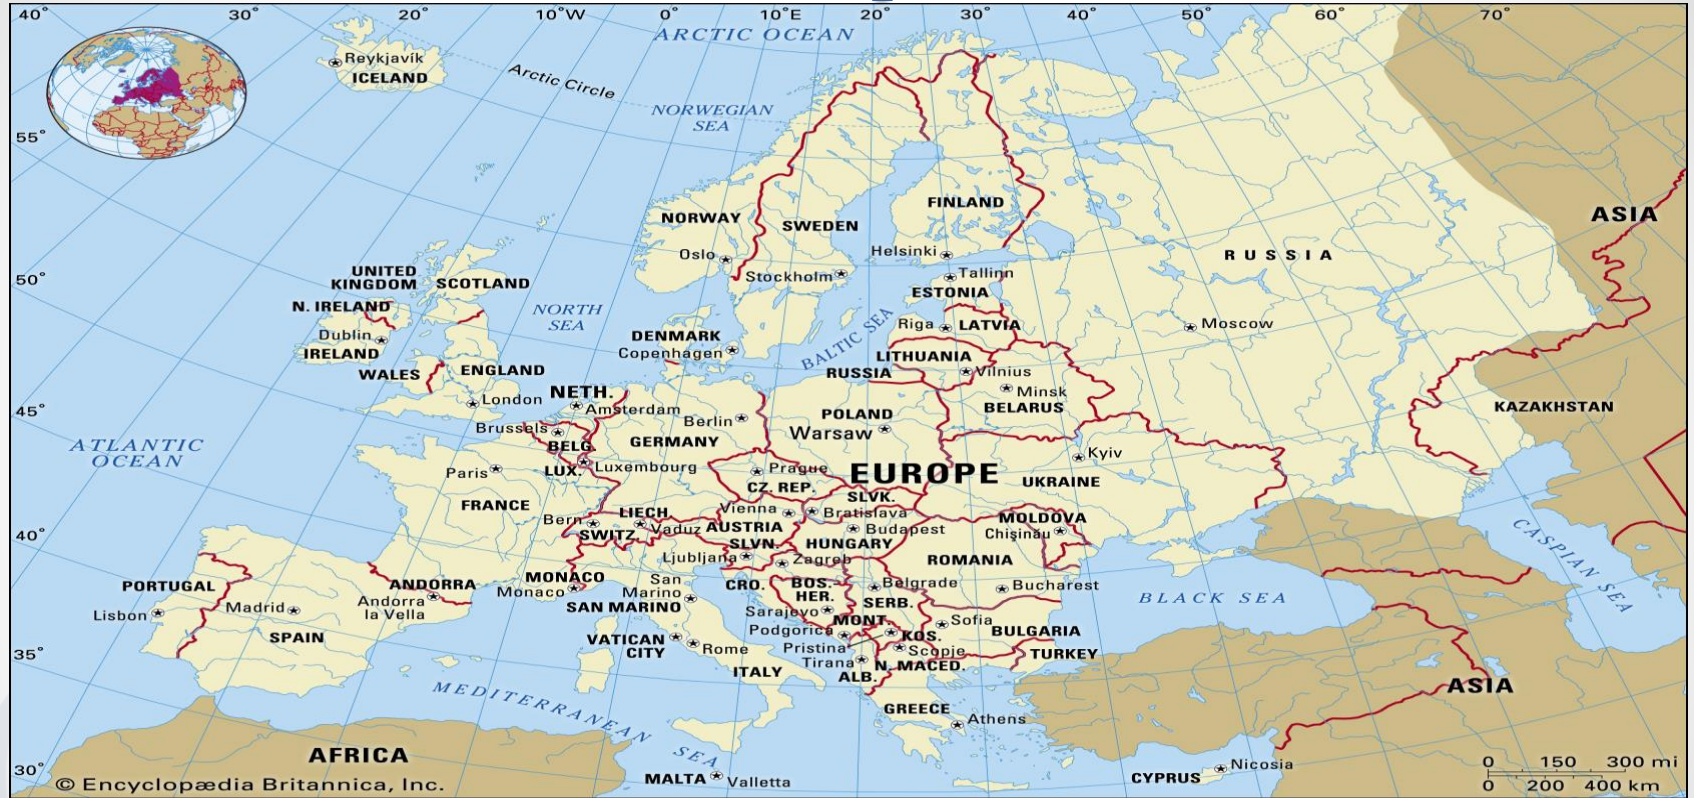 40°
30°
20°
10°W
0°
10°E
20°
30°
40°
50°
60°
70°
ARCTIC OCEAN
Reykjavík
ICELAND
Arctic Circle
NORWEGIAN
SEA
55°
ASIA
NORWAY
SWEDEN
FINLAND
Oslo
Stockholm
Helsinki
Tallinn
ESTONIA
RUSSIA
50°
UNITED
KINGDOM
SCOTLAND
N. IRELAND
Dublin
IRELAND
NORTH
SEA
DENMARK
Copenhagen
BALTIC SEA
Riga
LATVIA
Moscow
LITHUANIA
Vilnius
RUSSIA
WALES
ENGLAND
London
NETH.
Amsterdam
Minsk
BELARUS
KAZAKHSTAN
45°
Brussels
BELG.
Berlin
GERMANY
POLAND
Warsaw
ATLANTIC
OCEAN
Paris
LUX.
Luxembourg
Prague
CZ. REP.
EUROPE
Kyiv
UKRAINE
FRANCE
SLVK.
Vienna
Bratislava
LIECH.
Bern
Vaduz
SWITZ.
AUSTRIA
Budapest
HUNGARY
MOLDOVA
Chişinău
40°
SLVN.
Ljubljana
Zagreb
ROMANIA
CASPIAN SEA
PORTUGAL
Lisbon
Madrid
SPAIN
ANDORRA
Andorra
la Vella
MONACO
Monaco
San
Marino
SAN MARINO
CRO.
BOS.-
HER.
Sarajevo
Belgrade
SERB.
Bucharest
BLACK SEA
VATICAN
CITY
Rome
ITALY
MONT.
Podgorica
KOS.
Pristina
Sofia
BULGARIA
Scopje
Tirana
N. MACED.
ALB.
TURKEY
35°
MEDITERRANEAN
SEA
GREECE
Athens
ASIA
AFRICA
MALTA
Valletta
CYPRUS
Nicosia
30°
© Encyclopædia Britannica, Inc.
0 150 300 mi
0 200 400 km